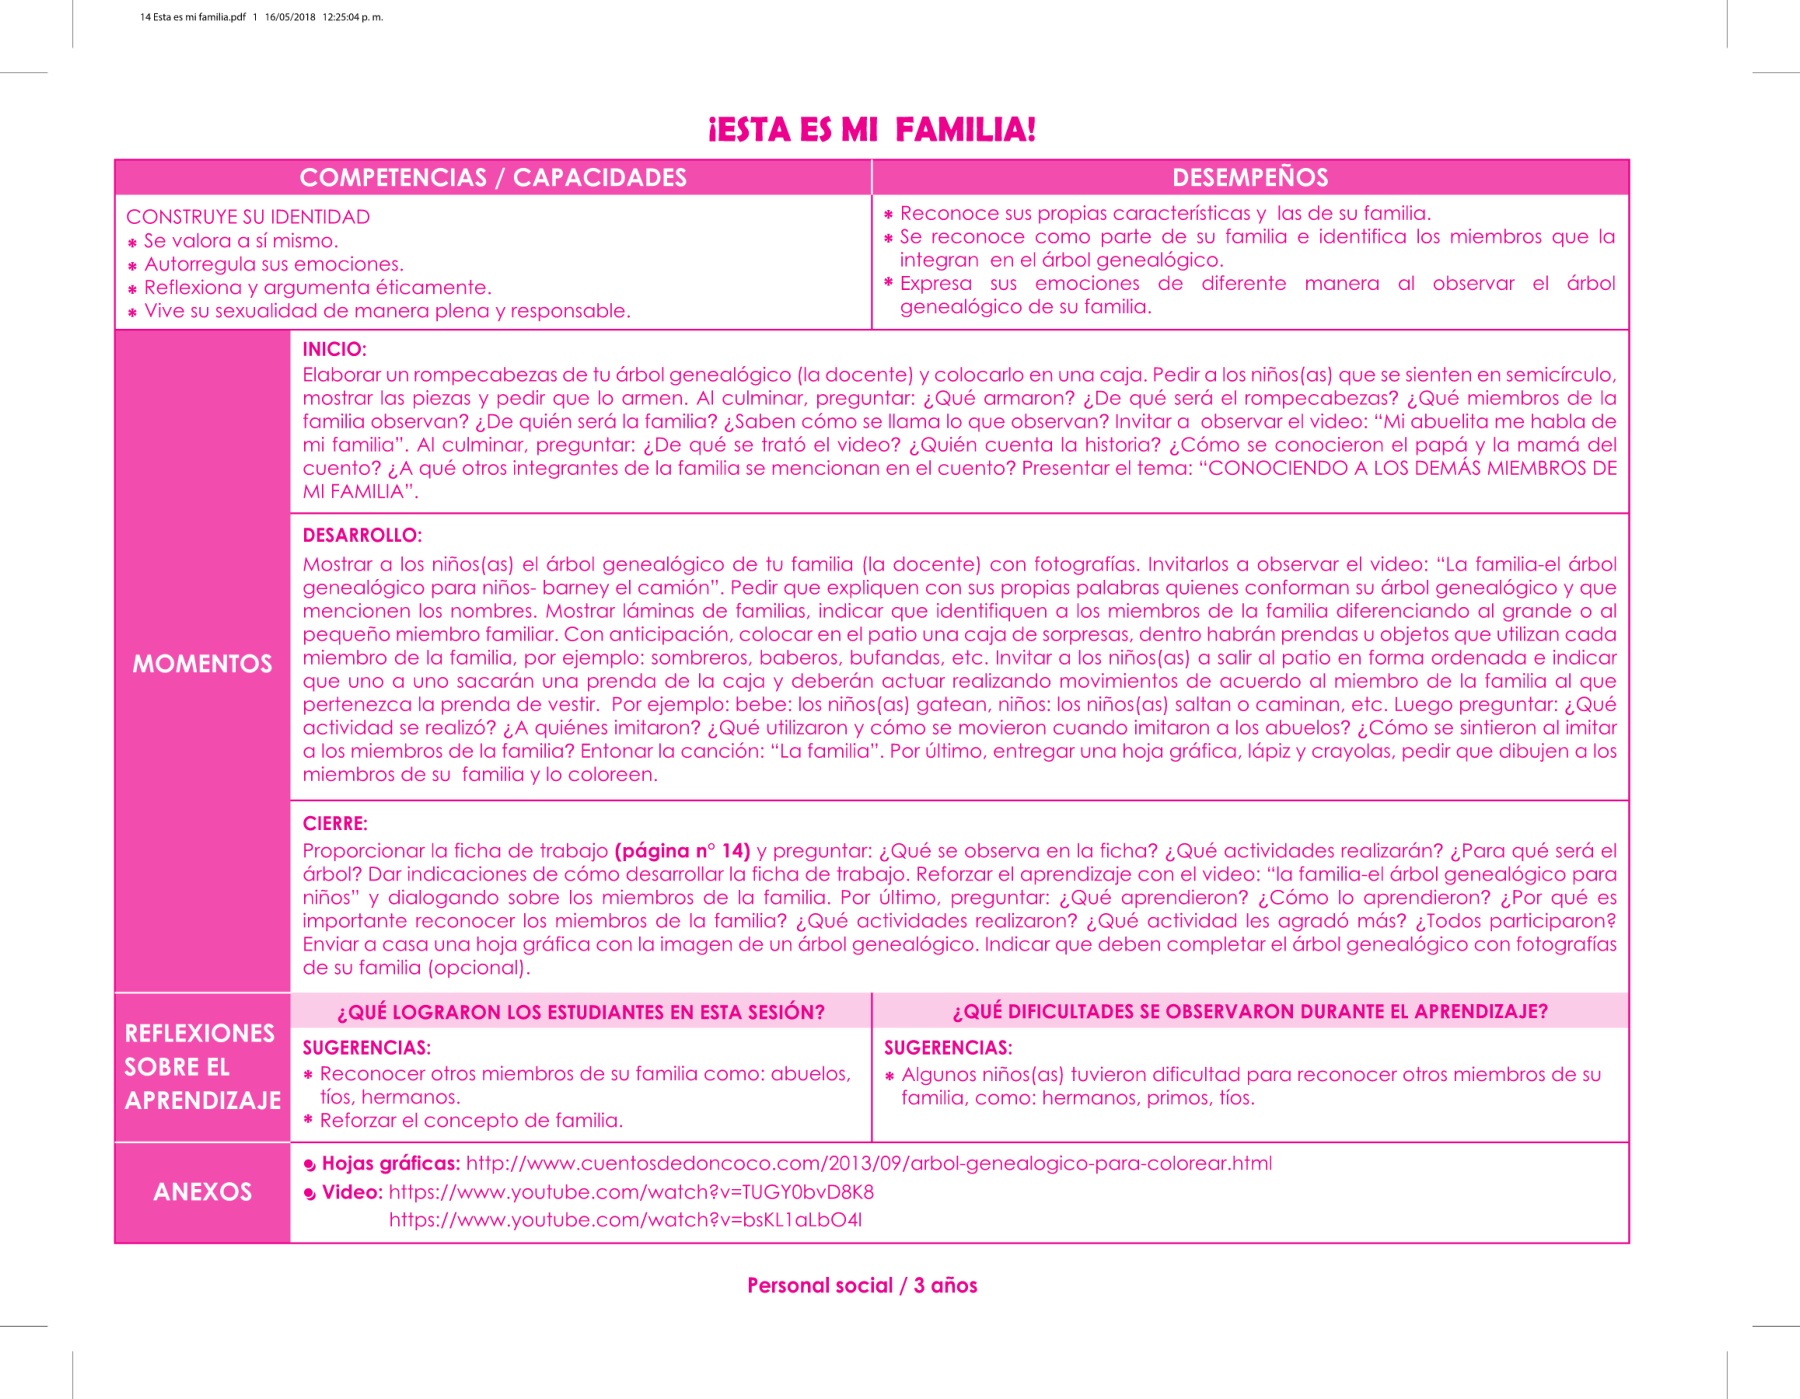 14 Esta es mi familia.pdf   1   16/05/2018   12:25:04 p. m.
¡ESTA ES MI  FAMILIA!
COMPETENCIAS / CAPACIDADES
DESEMPEÑOS
CONSTRUYE SU IDENTIDAD
* Se valora a sí mismo.
* Autorregula sus emociones.
* Reflexiona y argumenta éticamente.
* Vive su sexualidad de manera plena y responsable.
* Reconoce sus propias características y  las de su familia.
* Se reconoce como parte de su familia e identifica los miembros que la
integran  en el árbol genealógico.
* Expresa sus emociones de diferente manera al observar el árbol
genealógico de su familia.
MOMENTOS
INICIO:
Elaborar un rompecabezas de tu árbol genealógico (la docente) y colocarlo en una caja. Pedir a los niños(as) que se sienten en semicírculo,
mostrar las piezas y pedir que lo armen. Al culminar, preguntar: ¿Qué armaron? ¿De qué será el rompecabezas? ¿Qué miembros de la
familia observan? ¿De quién será la familia? ¿Saben cómo se llama lo que observan? Invitar a  observar el video: “Mi abuelita me habla de
mi familia”. Al culminar, preguntar: ¿De qué se trató el video? ¿Quién cuenta la historia? ¿Cómo se conocieron el papá y la mamá del
cuento? ¿A qué otros integrantes de la familia se mencionan en el cuento? Presentar el tema: “CONOCIENDO A LOS DEMÁS MIEMBROS DE
MI FAMILIA”.
DESARROLLO:
Mostrar a los niños(as) el árbol genealógico de tu familia (la docente) con fotografías. Invitarlos a observar el video: “La familia-el árbol
genealógico para niños- barney el camión”. Pedir que expliquen con sus propias palabras quienes conforman su árbol genealógico y que
mencionen los nombres. Mostrar láminas de familias, indicar que identifiquen a los miembros de la familia diferenciando al grande o al
pequeño miembro familiar. Con anticipación, colocar en el patio una caja de sorpresas, dentro habrán prendas u objetos que utilizan cada
miembro de la familia, por ejemplo: sombreros, baberos, bufandas, etc. Invitar a los niños(as) a salir al patio en forma ordenada e indicar
que uno a uno sacarán una prenda de la caja y deberán actuar realizando movimientos de acuerdo al miembro de la familia al que
pertenezca la prenda de vestir.  Por ejemplo: bebe: los niños(as) gatean, niños: los niños(as) saltan o caminan, etc. Luego preguntar: ¿Qué
actividad se realizó? ¿A quiénes imitaron? ¿Qué utilizaron y cómo se movieron cuando imitaron a los abuelos? ¿Cómo se sintieron al imitar
a los miembros de la familia? Entonar la canción: “La familia”. Por último, entregar una hoja gráfica, lápiz y crayolas, pedir que dibujen a los
miembros de su  familia y lo coloreen.
CIERRE:
Proporcionar la ficha de trabajo (página n° 14) y preguntar: ¿Qué se observa en la ficha? ¿Qué actividades realizarán? ¿Para qué será el
árbol? Dar indicaciones de cómo desarrollar la ficha de trabajo. Reforzar el aprendizaje con el video: “la familia-el árbol genealógico para
niños” y dialogando sobre los miembros de la familia. Por último, preguntar: ¿Qué aprendieron? ¿Cómo lo aprendieron? ¿Por qué es
importante reconocer los miembros de la familia? ¿Qué actividades realizaron? ¿Qué actividad les agradó más? ¿Todos participaron?
Enviar a casa una hoja gráfica con la imagen de un árbol genealógico. Indicar que deben completar el árbol genealógico con fotografías
de su familia (opcional).
REFLEXIONES
SOBRE EL
APRENDIZAJE
¿QUÉ LOGRARON LOS ESTUDIANTES EN ESTA SESIÓN?
SUGERENCIAS:
* Reconocer otros miembros de su familia como: abuelos,
tíos, hermanos.
* Reforzar el concepto de familia.
¿QUÉ DIFICULTADES SE OBSERVARON DURANTE EL APRENDIZAJE?
SUGERENCIAS:
* Algunos niños(as) tuvieron dificultad para reconocer otros miembros de su
familia, como: hermanos, primos, tíos.
ANEXOS
Hojas gráficas: http://www.cuentosdedoncoco.com/2013/09/arbol-genealogico-para-colorear.html
Video: https://www.youtube.com/watch?v=TUGY0bvD8K8
https://www.youtube.com/watch?v=bsKL1aLbO4I
Personal social / 3 años